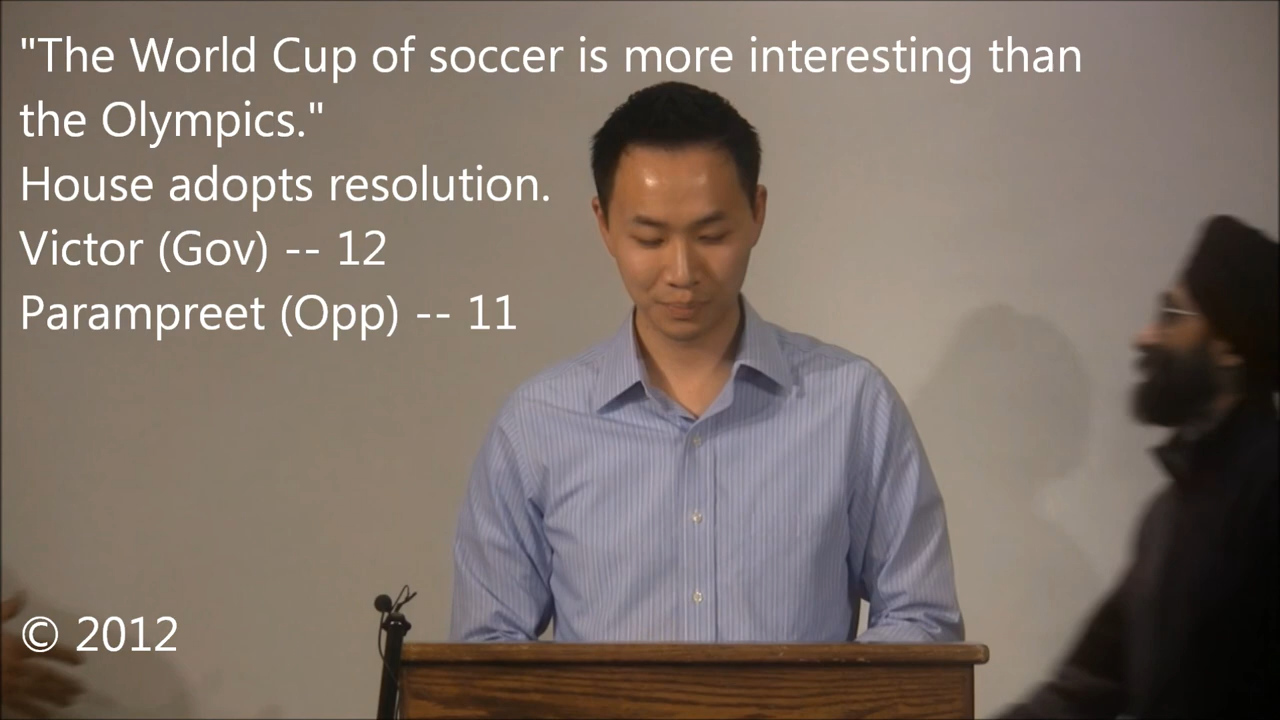 "The World Cup of soccer is more interesting than
the Olympics."
House adopts resolution.
Victor (Gov) -- 12
Parampreet (Opp) -- 11
© 2012